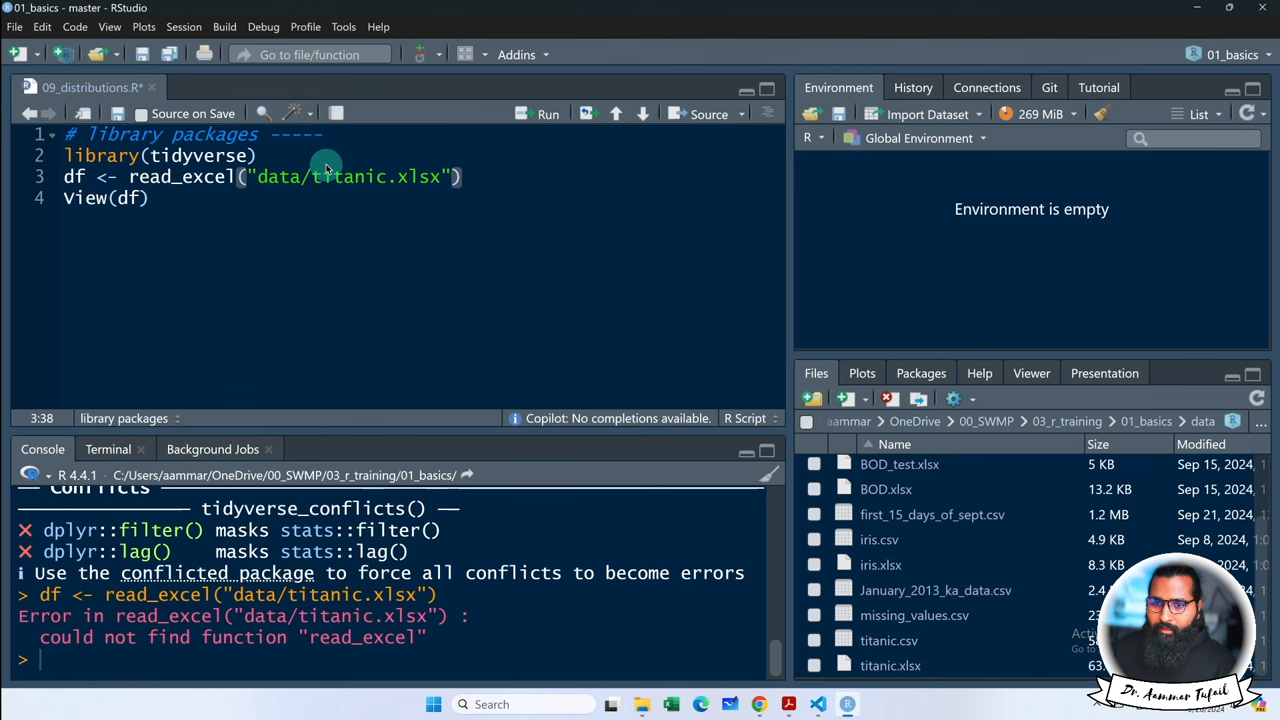 01_basics - master - RStudio
File Edit Code View Plots Session Build Debug Profile Tools Help
Go to file/function Addins 01_basics
09_distributions.R*
Source on Save Run Source
1 # library packages -----
2 library(tidyverse)
3 df <- read_excel("data/titanic.xlsx")
4 View(df)
3:38 library packages Copilot: No completions available. R Script
Console Terminal Background Jobs
R 4.4.1 · C:/Users/aammar/OneDrive/00_SWMP/03_r_training/01_basics/
── Conflicts ────────────────
──────────── tidyverse_conflicts() ──
✖ dplyr::filter() masks stats::filter()
✖ dplyr::lag() masks stats::lag()
ℹ Use the conflicted package to force all conflicts to become errors
> df <- read_excel("data/titanic.xlsx")
Error in read_excel("data/titanic.xlsx") :
could not find function "read_excel"
>
Environment History Connections Git Tutorial
Import Dataset 269 MiB List
R Global Environment
Environment is empty
Files Plots Packages Help Viewer Presentation
aammar OneDrive 00_SWMP 03_r_training 01_basics data ...
Name Size Modified
BOD_test.xlsx 5 KB Sep 15, 2024,
BOD.xlsx 13.2 KB Sep 15, 2024,
first_15_days_of_sept.csv 1.2 MB Sep 21, 2024,
iris.csv 4.9 KB Sep 8, 2024,
iris.xlsx 8.3 KB Sep
January_2013_ka_data.csv 2.4
missing_values.csv 23
titanic.csv
titanic.xlsx 63.
Dr. Aammar Tufail
Search